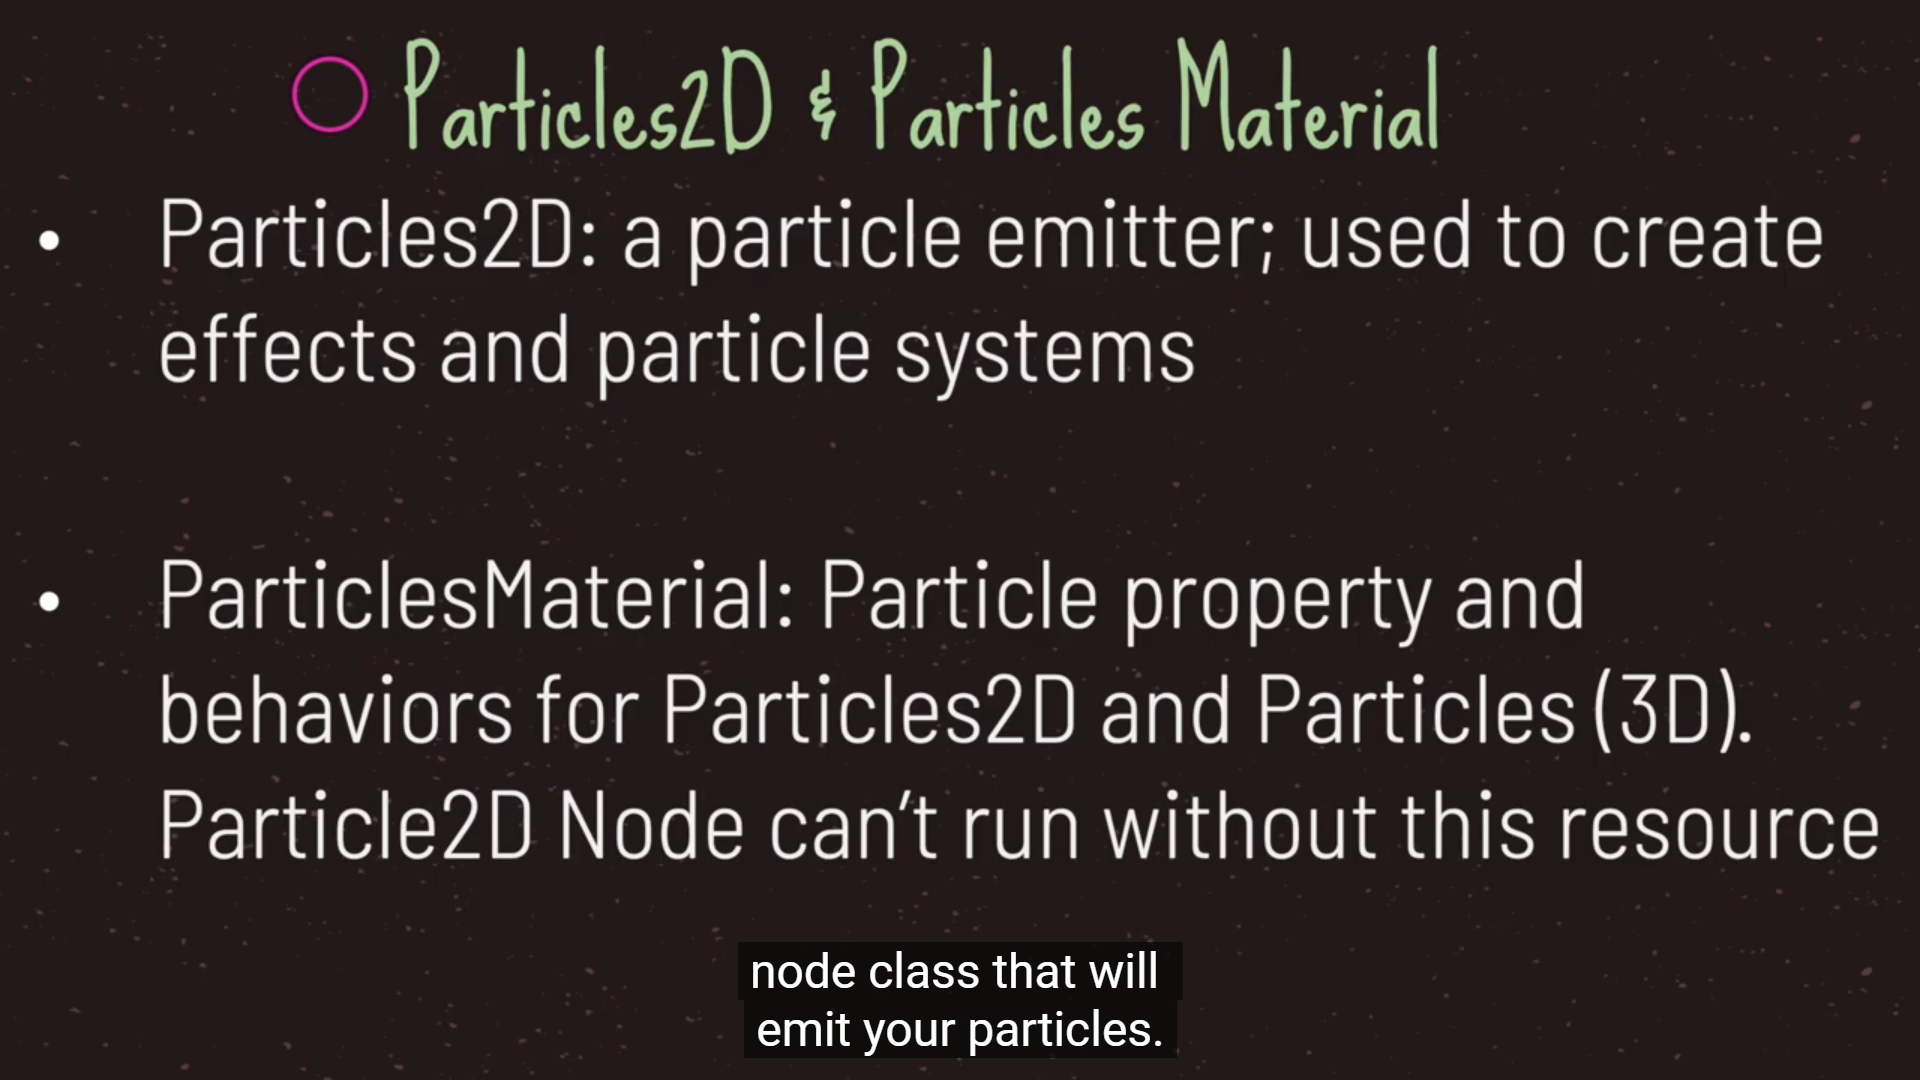 Particles2D & Particles Material
• Particles2D: a particle emitter; used to create
effects and particle systems
• ParticlesMaterial: Particle property and
behaviors for Particles2D and Particles (3D).
Particle2D Node can’t run without this resource
node class that will
emit your particles.